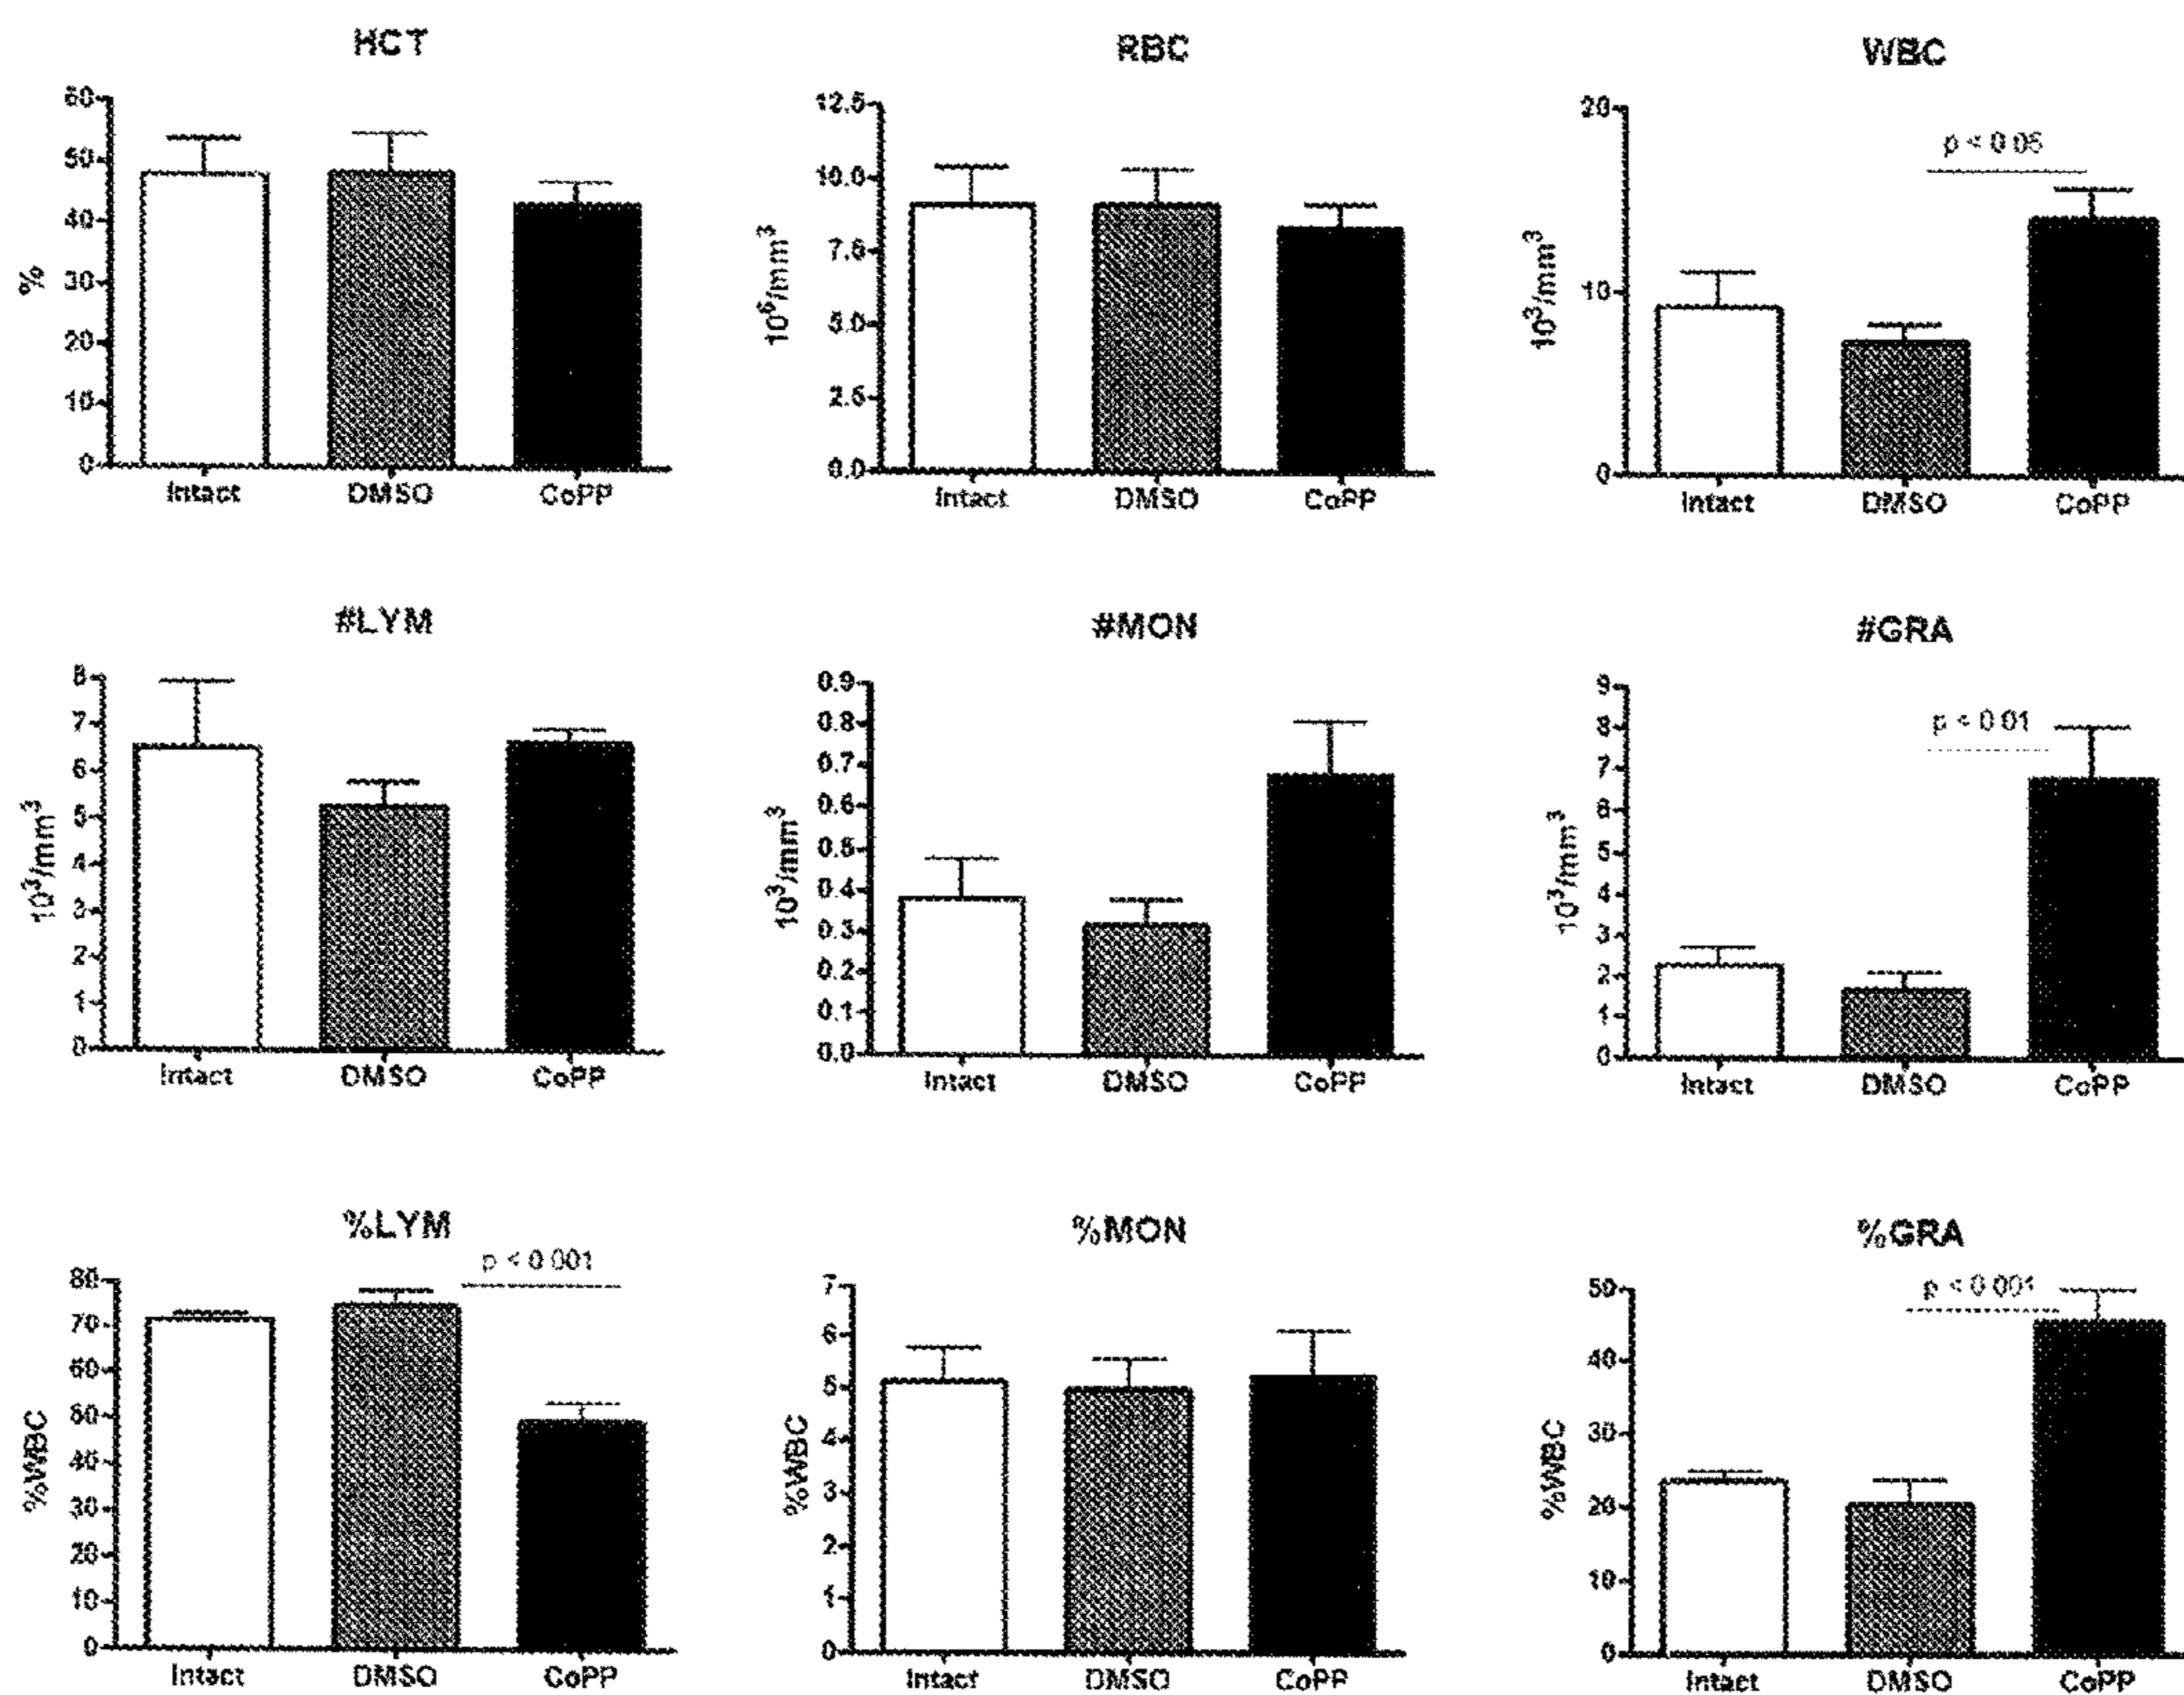 HCT
60
50
40
30
20
10
0
%
Intact DMSO CoPP
RBC
12.5
10.0
7.5
5.0
2.5
0.0
10⁶/mm³
Intact DMSO CoPP
WBC
p < 0.05
20
10
0
10³/mm³
Intact DMSO CoPP
#LYM
8
7
6
5
4
3
2
1
0
10³/mm³
Intact DMSO CoPP
#MON
0.9
0.8
0.7
0.6
0.5
0.4
0.3
0.2
0.1
0.0
10³/mm³
Intact DMSO CoPP
#GRA
p < 0.01
9
8
7
6
5
4
3
2
1
0
10³/mm³
Intact DMSO CoPP
%LYM
p < 0.001
80
70
60
50
40
30
20
10
0
%WBC
Intact DMSO CoPP
%MON
7
6
5
4
3
2
1
0
%WBC
Intact DMSO CoPP
%GRA
p < 0.001
50
40
30
20
10
0
%WBC
Intact DMSO CoPP